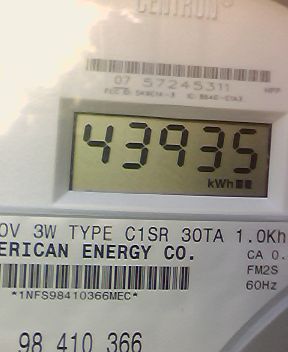 CENTRON
07 57245311
43935
kWh
0V 3W TYPE C1SR 30TA 1.0Kh
ERICAN ENERGY CO.
CA 0.
FM2S
60Hz
*1NFS98410366MEC*
98 410 366